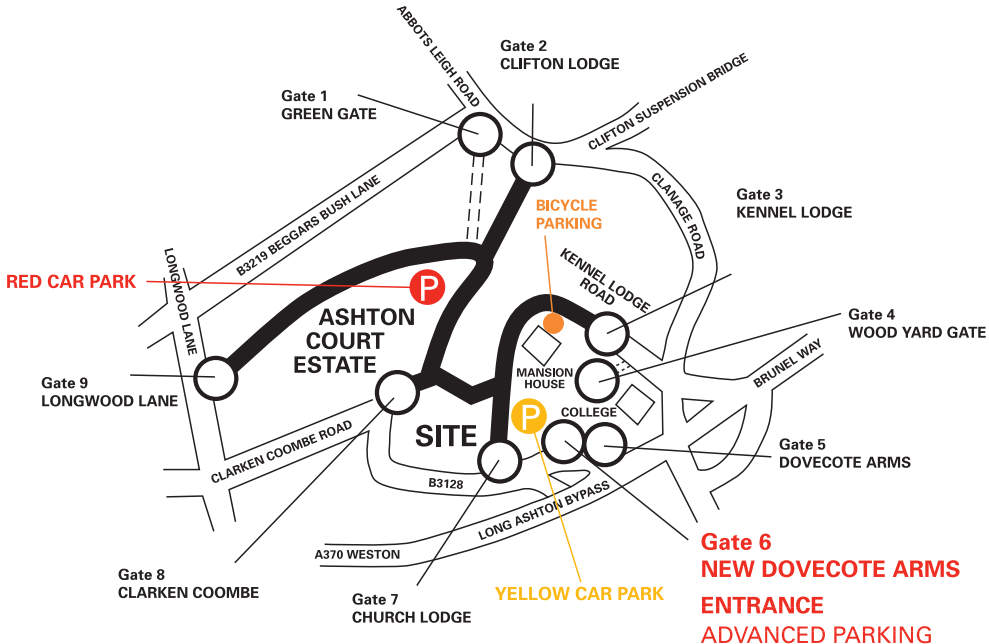 ABBOTS LEIGH ROAD
Gate 2
CLIFTON LODGE
CLIFTON SUSPENSION BRIDGE
Gate 1
GREEN GATE
B3219 BEGGARS BUSH LANE
BICYCLE
PARKING
CLANAGE ROAD
Gate 3
KENNEL LODGE
LONGWOOD LANE
RED CAR PARK
P
KENNEL LODGE
ROAD
ASHTON
COURT
ESTATE
Gate 4
WOOD YARD GATE
BRUNEL WAY
MANSION
HOUSE
Gate 9
LONGWOOD LANE
P
COLLEGE
SITE
CLARKEN COOMBE ROAD
Gate 5
DOVECOTE ARMS
B3128
LONG ASHTON BYPASS
A370 WESTON
Gate 6
NEW DOVECOTE ARMS
ENTRANCE
ADVANCED PARKING
Gate 8
CLARKEN COOMBE
Gate 7
CHURCH LODGE
YELLOW CAR PARK